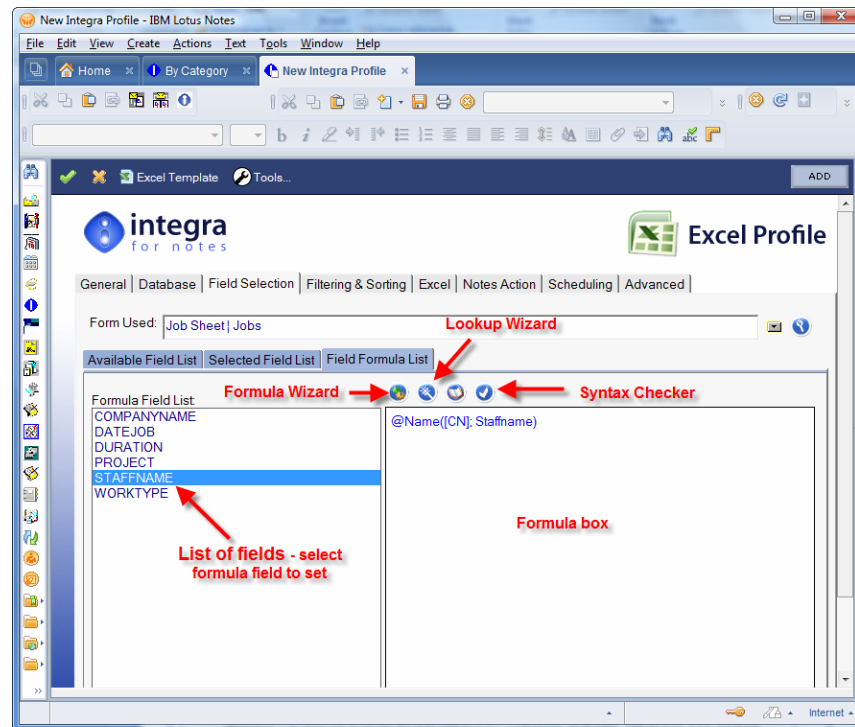 New Integra Profile - IBM Lotus Notes
File Edit View Create Actions Text Tools Window Help
Home By Category New Integra Profile
Excel Template Tools... ADD
integra
for notes
Excel Profile
General Database Field Selection Filtering & Sorting Excel Notes Action Scheduling Advanced
Form Used: Job Sheet¦ Jobs
Lookup Wizard
Available Field List Selected Field List Field Formula List
Formula Wizard
Syntax Checker
Formula Field List:
COMPANYNAME
DATEJOB
DURATION
PROJECT
STAFFNAME
WORKTYPE
@Name([CN]; Staffname)
Formula box
List of fields - select
formula field to set
Internet